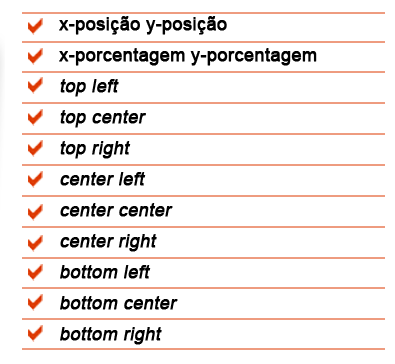 x-posição y-posição
x-porcentagem y-porcentagem
top left
top center
top right
center left
center center
center right
bottom left
bottom center
bottom right